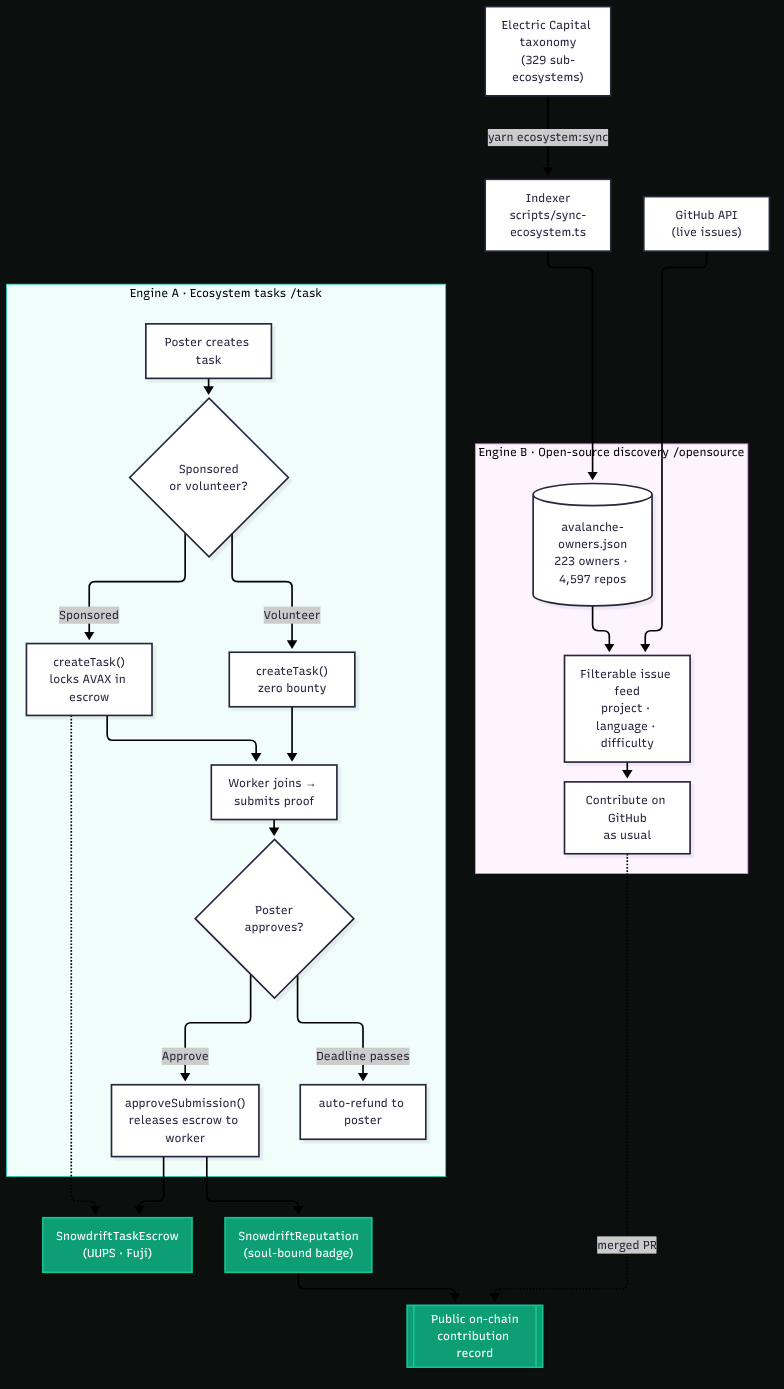 Electric Capital
taxonomy
(329 sub-
ecosystems)
yarn ecosystem:sync
Indexer
scripts/sync-
ecosystem.ts
GitHub API
(live issues)
Engine A · Ecosystem tasks /task
Poster creates
task
Sponsored
or volunteer?
Sponsored
Volunteer
createTask()
locks AVAX in
escrow
createTask()
zero bounty
Worker joins →
submits proof
Poster
approves?
Approve
Deadline passes
approveSubmission()
releases escrow to
worker
auto-refund to
poster
Engine B · Open-source discovery /opensource
avalanche-
owners.json
223 owners ·
4,597 repos
Filterable issue
feed
project ·
language ·
difficulty
Contribute on
GitHub
as usual
SnowdriftTaskEscrow
(UUPS · Fuji)
SnowdriftReputation
(soul-bound badge)
merged PR
Public on-chain
contribution
record